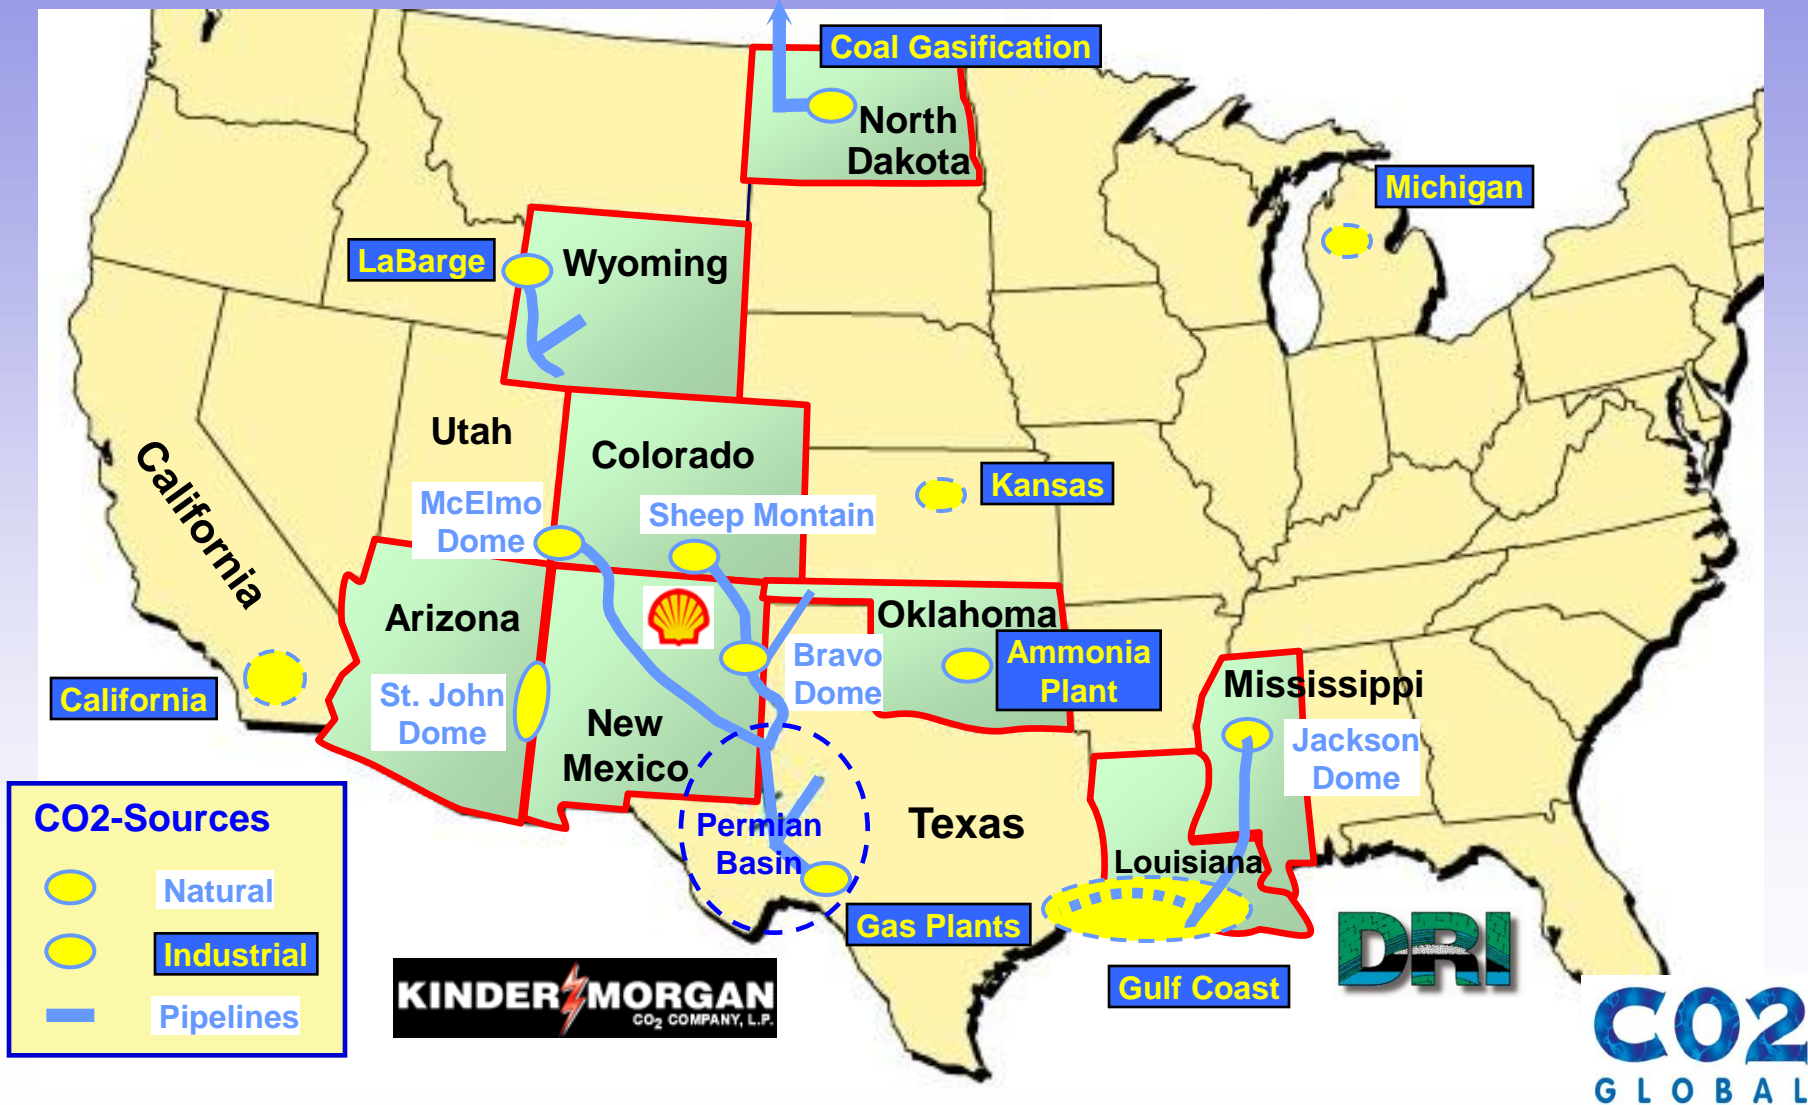 Coal Gasification
North
Dakota
Michigan
LaBarge
Wyoming
Utah
Colorado
California
McElmo
Dome
Sheep Montain
Kansas
Arizona
Oklahoma
Ammonia
Plant
Bravo
Dome
California
St. John
Dome
New
Mexico
Mississippi
Jackson
Dome
Permian
Basin
Texas
Louisiana
Gas Plants
Gulf Coast
CO2-Sources
Natural
Industrial
Pipelines
KINDER MORGAN
CO₂ COMPANY, L.P.
DRI
CO2
GLOBAL